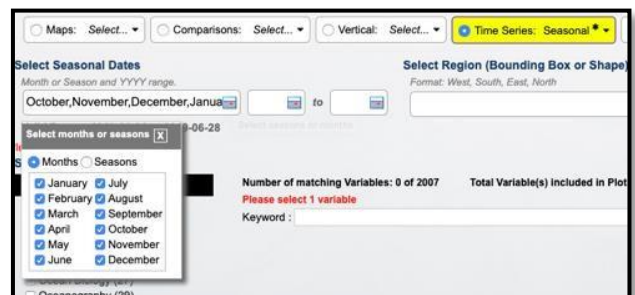 Maps: Select... Comparisons: Select... Vertical: Select... Time Series: Seasonal *
Select Seasonal Dates
Month or Season and YYYY range.
October,November,December,Janua to
-06-28
Select Region (Bounding Box or Shape)
Format: West, South, East, North
Select months or seasons X
Months Seasons
January July
February August
March September
April October
May November
June December
Number of matching Variables: 0 of 2007 Total Variable(s) included in Plot
Please select 1 variable
Keyword :
Oceanography (29)